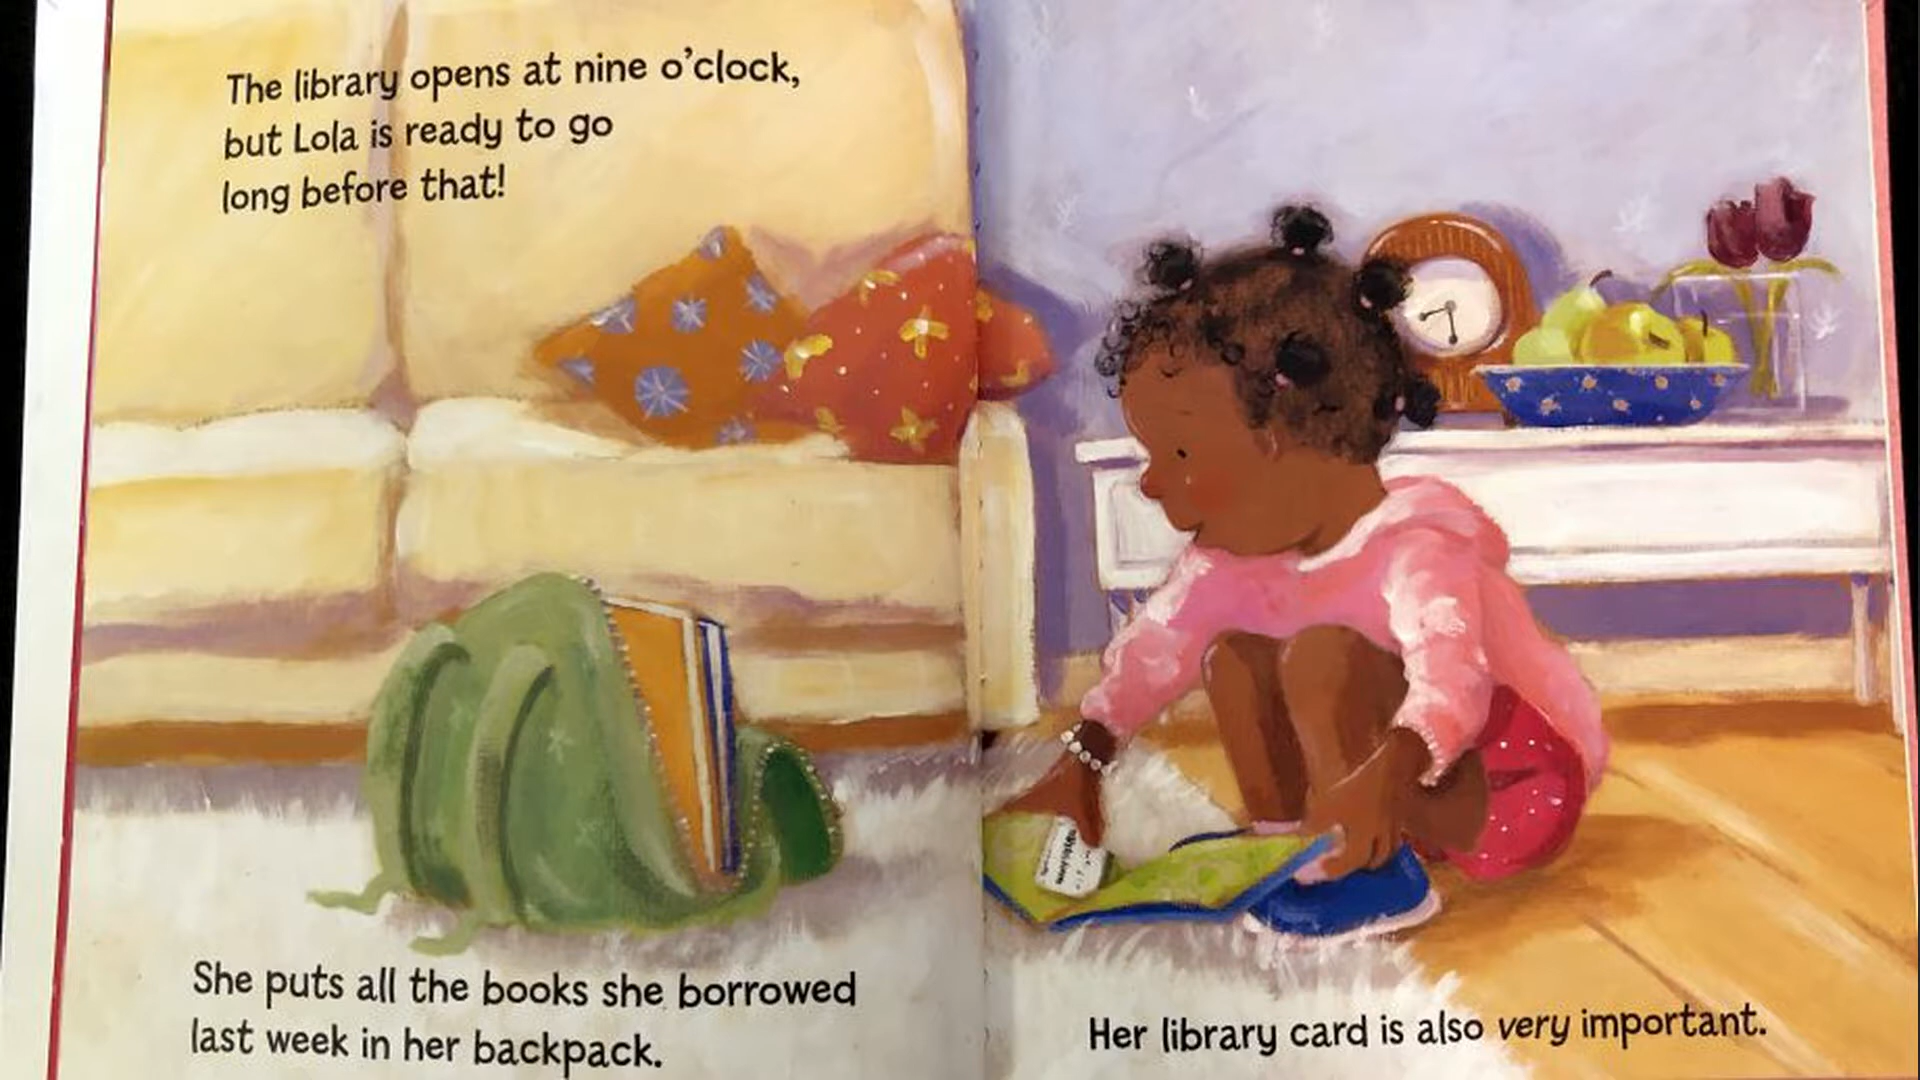 The library opens at nine o'clock,
but Lola is ready to go
long before that!
She puts all the books she borrowed
last week in her backpack.
Her library card is also very important.